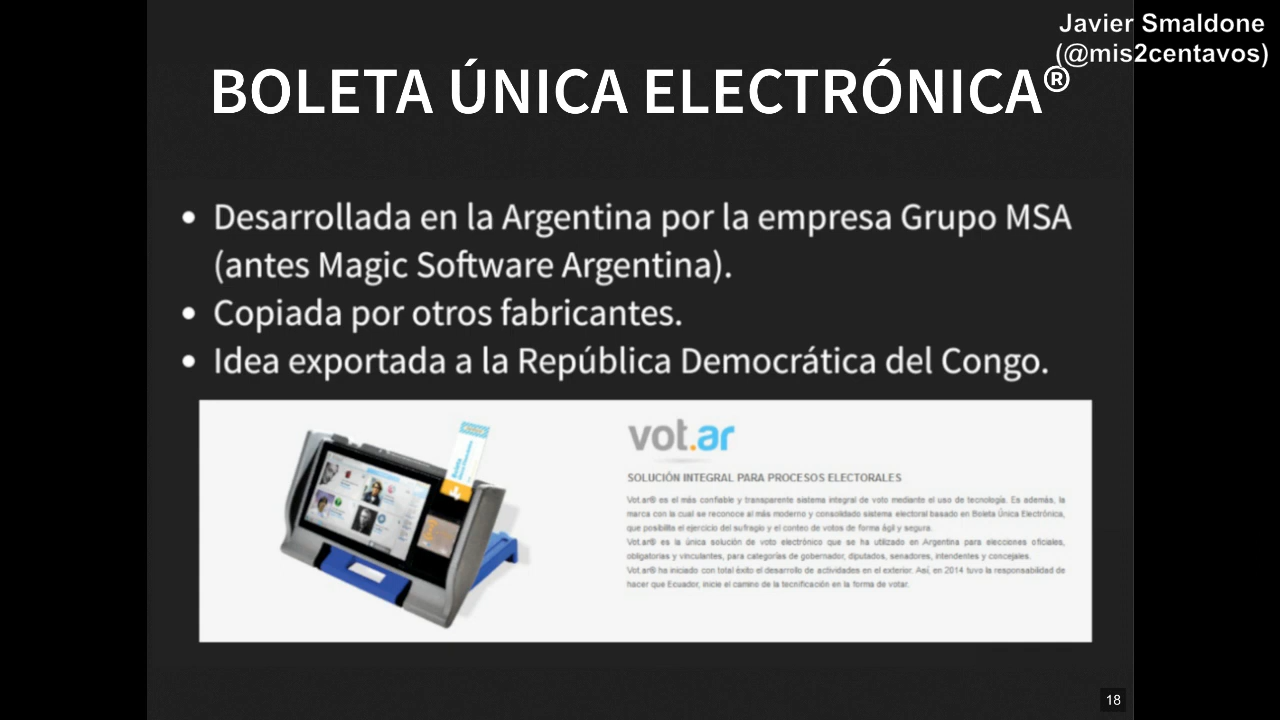 Javier Smaldone
(@mis2centavos)
BOLETA ÚNICA ELECTRÓNICA®
• Desarrollada en la Argentina por la empresa Grupo MSA
(antes Magic Software Argentina).
• Copiada por otros fabricantes.
• Idea exportada a la República Democrática del Congo.
vot.ar
SOLUCIÓN INTEGRAL PARA PROCESOS ELECTORALES
Vot.ar® es el más confiable y transparente sistema integral de voto mediante el uso de tecnología. Es además, la
marca con la cual se reconoce al más moderno y consolidado sistema electoral basado en Boleta Única Electrónica,
que posibilita el ejercicio del sufragio y el conteo de votos de forma ágil y segura.
Vot.ar® es la única solución de voto electrónico que se ha utilizado en Argentina para elecciones oficiales,
obligatorias y vinculantes, para categorías de gobernador, diputados, senadores, intendentes y concejales.
Vot.ar® ha iniciado con total éxito el desarrollo de actividades en el exterior. Así, en 2014 tuvo la responsabilidad de
hacer que Ecuador, inicie el camino de la tecnificación en la forma de votar.
18